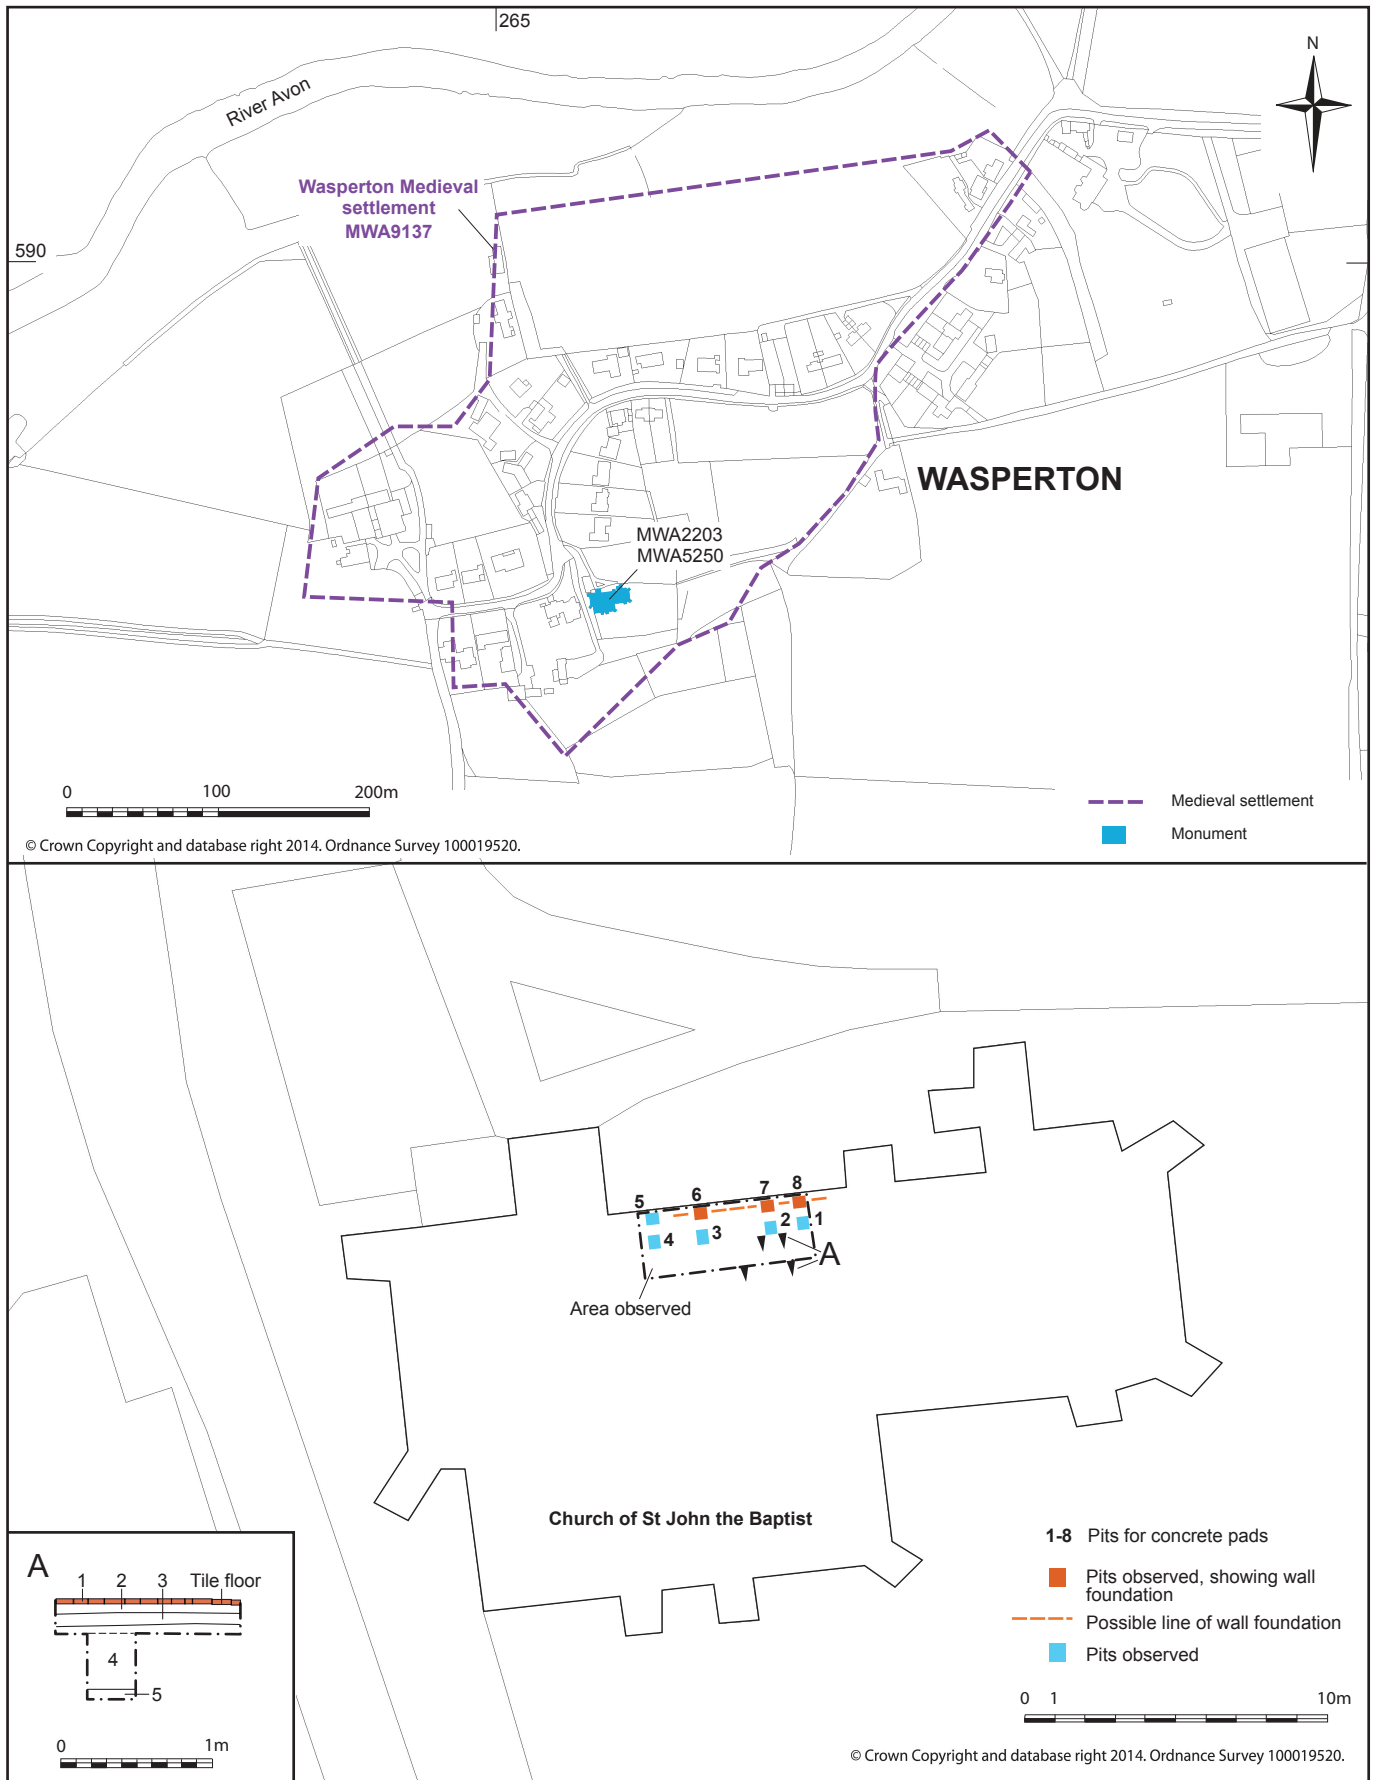 265
N
River Avon
Wasperton Medieval
settlement
MWA9137
590
WASPERTON
MWA2203
MWA5250
0 100 200m
Medieval settlement
Monument
© Crown Copyright and database right 2014. Ordnance Survey 100019520.
5 6 7 8
4 3 2 1
A
Area observed
Church of St John the Baptist
1-8 Pits for concrete pads
Pits observed, showing wall
foundation
Possible line of wall foundation
Pits observed
0 1 10m
© Crown Copyright and database right 2014. Ordnance Survey 100019520.
A
1 2 3 Tile floor
4
5
0 1m